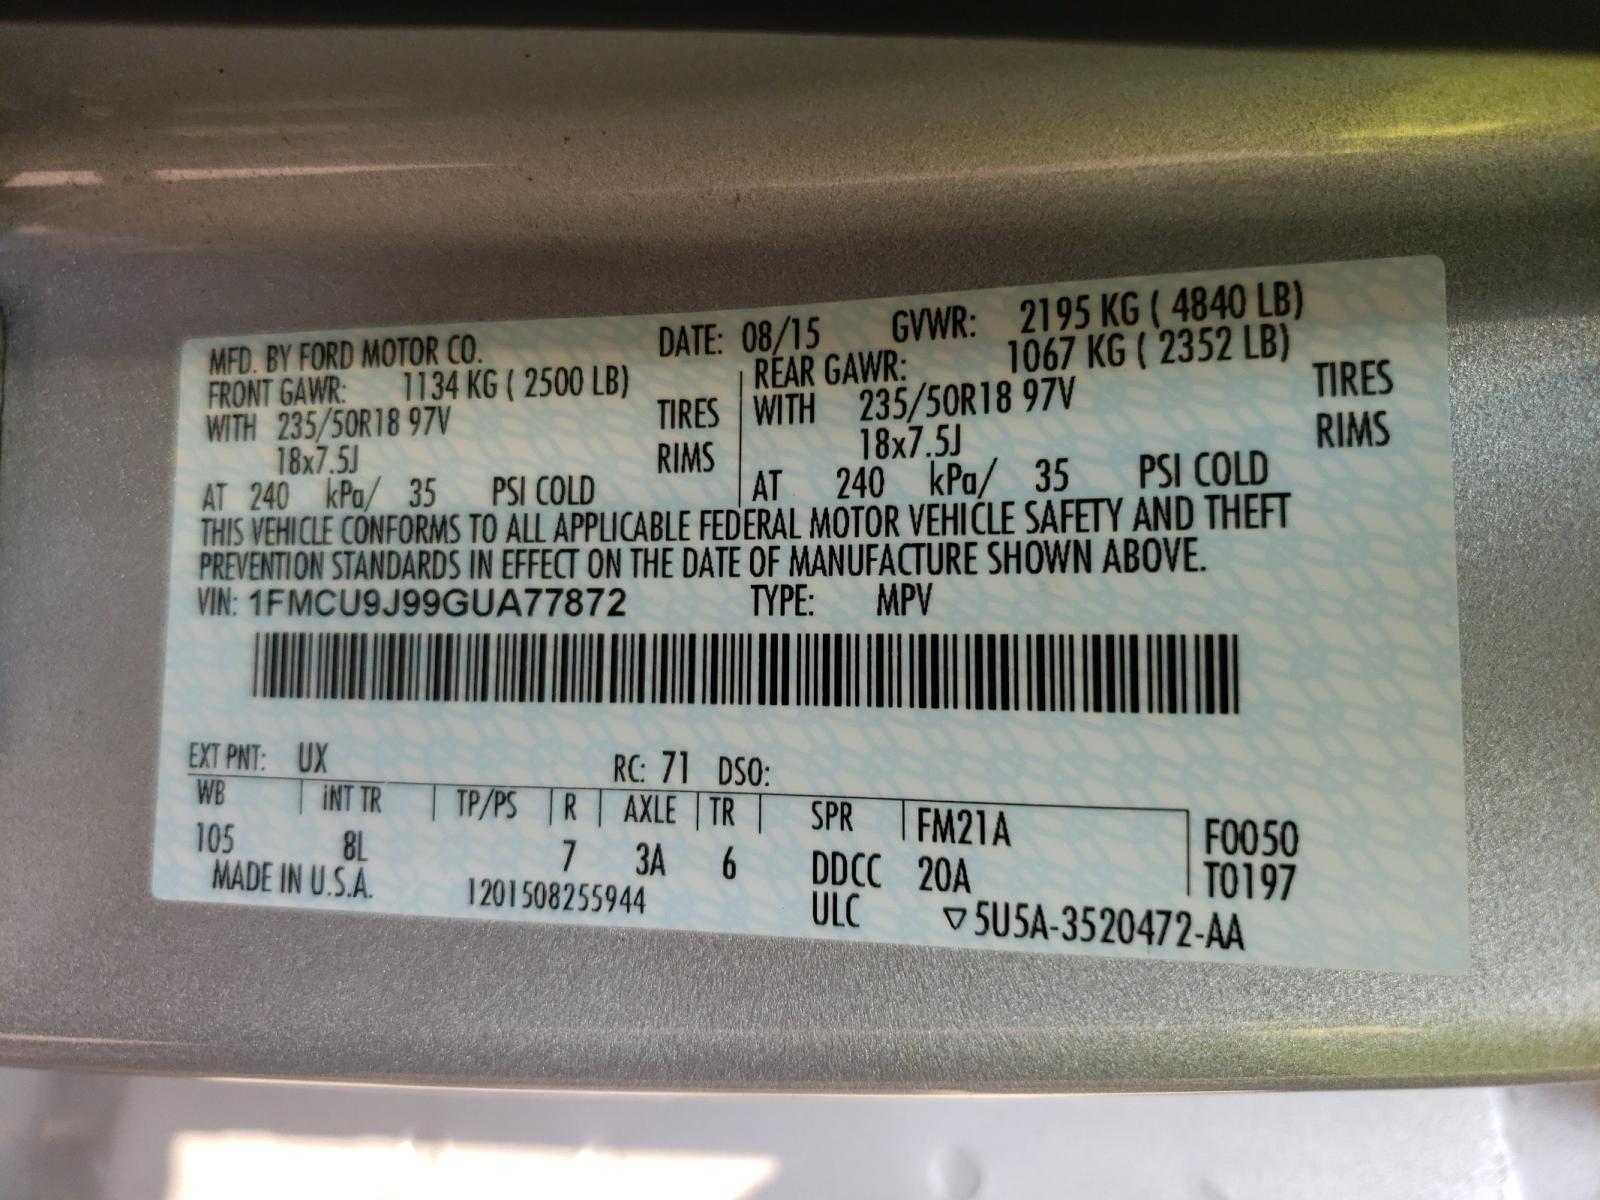 MFD. BY FORD MOTOR CO. DATE: 08/15 GVWR: 2195 KG ( 4840 LB)
FRONT GAWR: 1134 KG ( 2500 LB) REAR GAWR: 1067 KG ( 2352 LB)
WITH 235/50R18 97V TIRES WITH 235/50R18 97V TIRES
18x7.5J RIMS 18x7.5J RIMS
AT 240 kPa/ 35 PSI COLD AT 240 kPa/ 35 PSI COLD
THIS VEHICLE CONFORMS TO ALL APPLICABLE FEDERAL MOTOR VEHICLE SAFETY AND THEFT
PREVENTION STANDARDS IN EFFECT ON THE DATE OF MANUFACTURE SHOWN ABOVE.
VIN: 1FMCU9J99GUA77872 TYPE: MPV
EXT PNT: UX RC: 71 DSO:
WB INT TR TP/PS R AXLE TR SPR FM21A F0050
105 8L 7 3A 6 DDCC 20A T0197
MADE IN U.S.A. 1201508255944 ULC ▽5U5A-3520472-AA